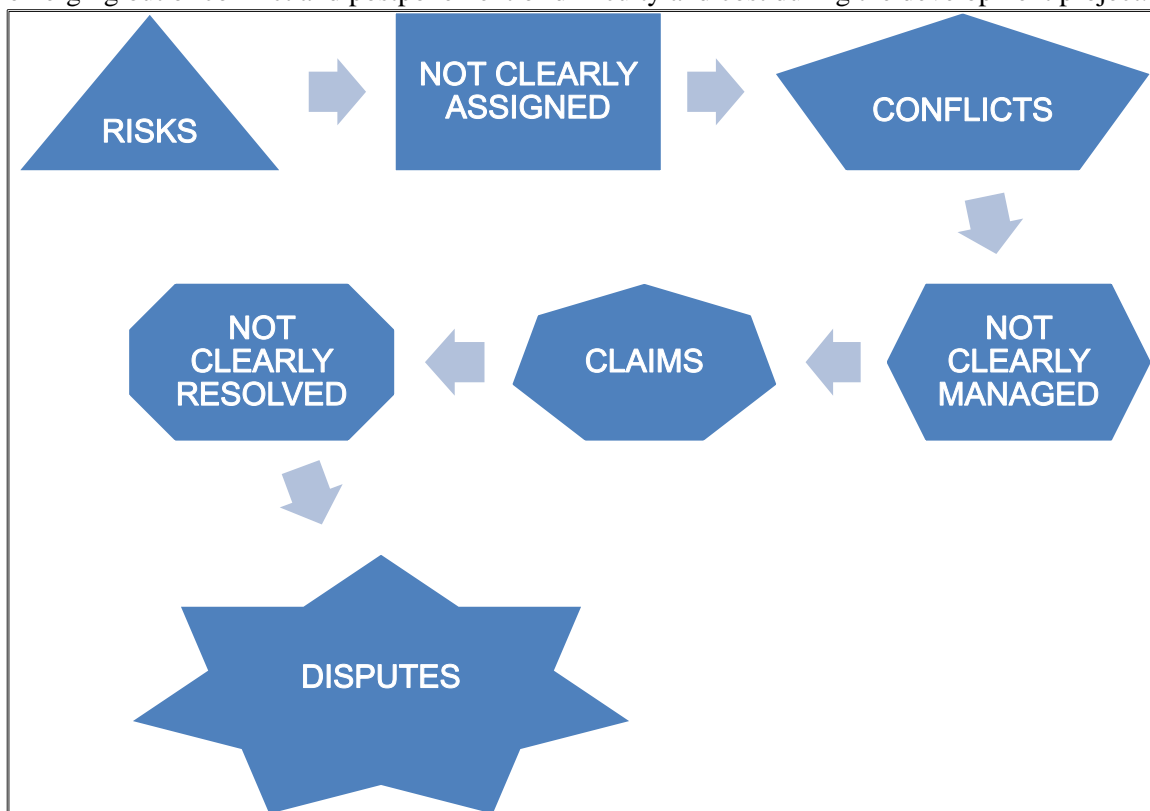 RISKS
NOT CLEARLY
ASSIGNED
CONFLICTS
NOT
CLEARLY
MANAGED
CLAIMS
NOT
CLEARLY
RESOLVED
DISPUTES